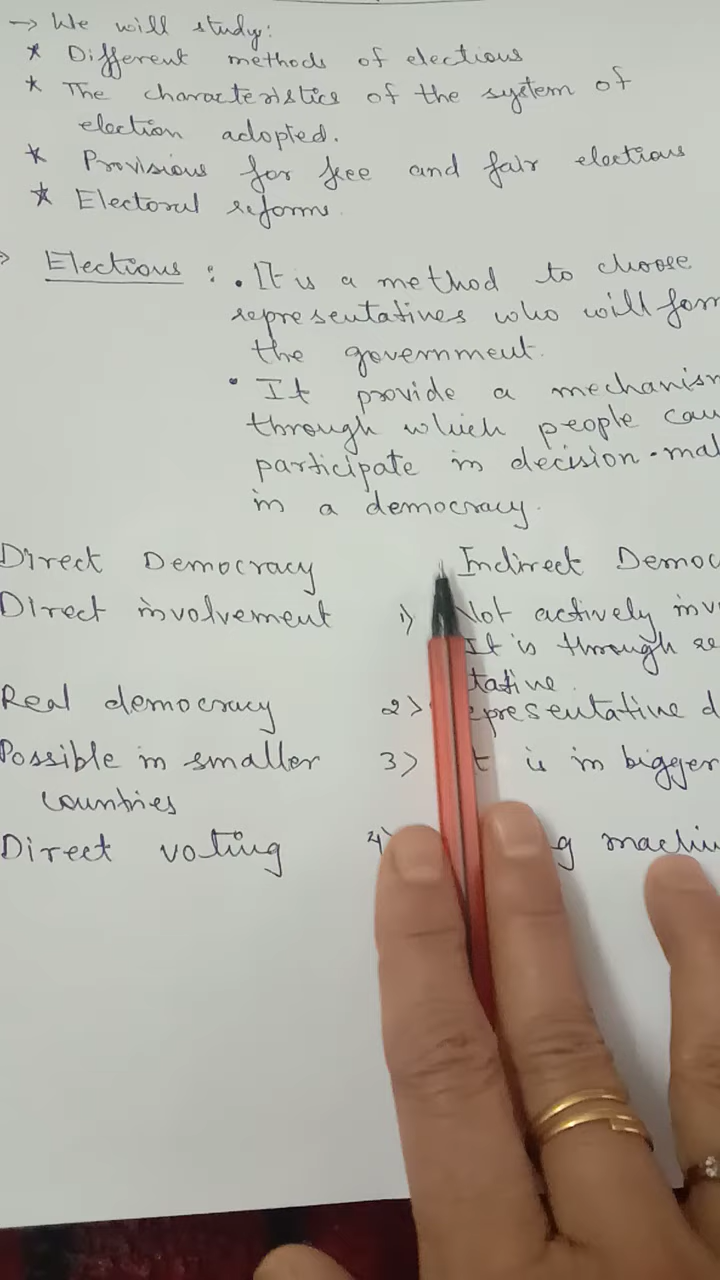 → We will study:
* Different methods of elections
* The characteristics of the system of
election adopted.
* Provisions for free and fair elections
* Electoral reforms.
Elections : • It is a method to choose
representatives who will form
the government.
• It provide a mechanism
through which people can
participate in decision-mak
in a democracy.
Direct Democracy Indirect Democ
Direct involvement 1) Not actively inv
It is through re
tative
Real democracy 2) epresentative d
Possible in smaller 3) t is in bigger
countries
Direct voting 4) g machin